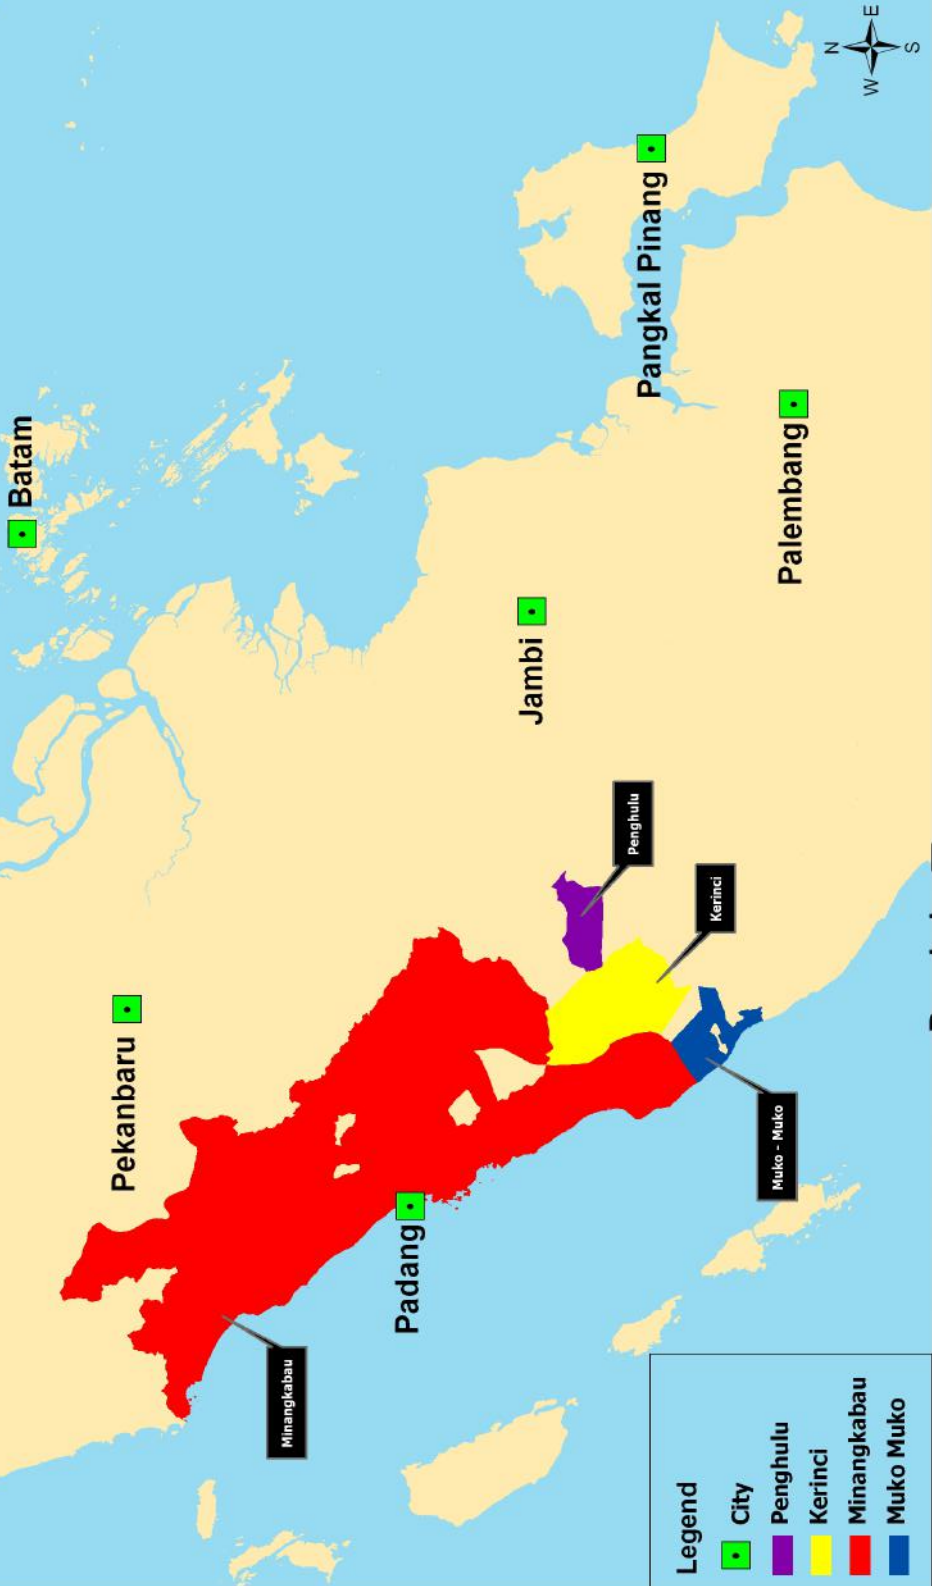 Batam
Pekanbaru
Minangkabau
Padang
Jambi
Penghulu
Pangkal Pinang
Kerinci
Muko - Muko
Palembang
Legend
City
Penghulu
Kerinci
Minangkabau
Muko Muko
N
W E
S